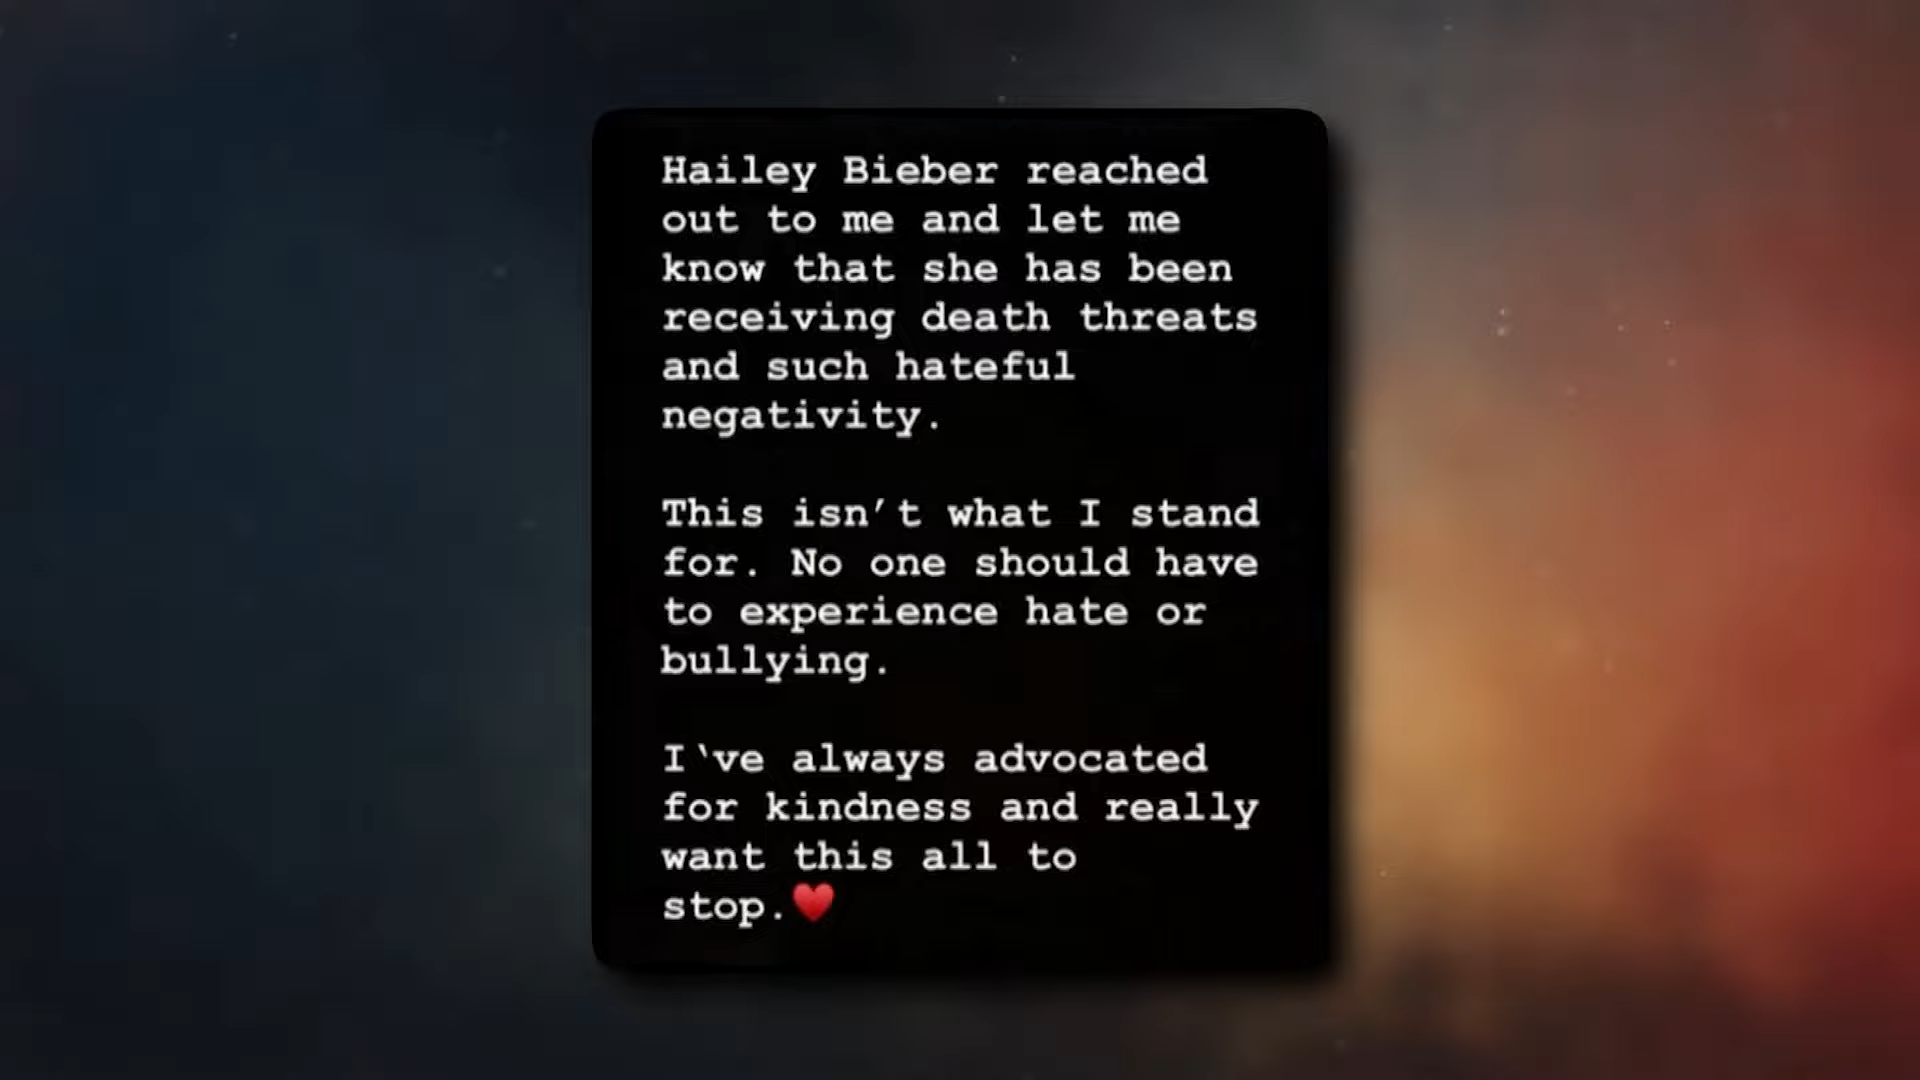 Hailey Bieber reached
out to me and let me
know that she has been
receiving death threats
and such hateful
negativity.
This isn’t what I stand
for. No one should have
to experience hate or
bullying.
I‵ve always advocated
for kindness and really
want this all to
stop.❤️